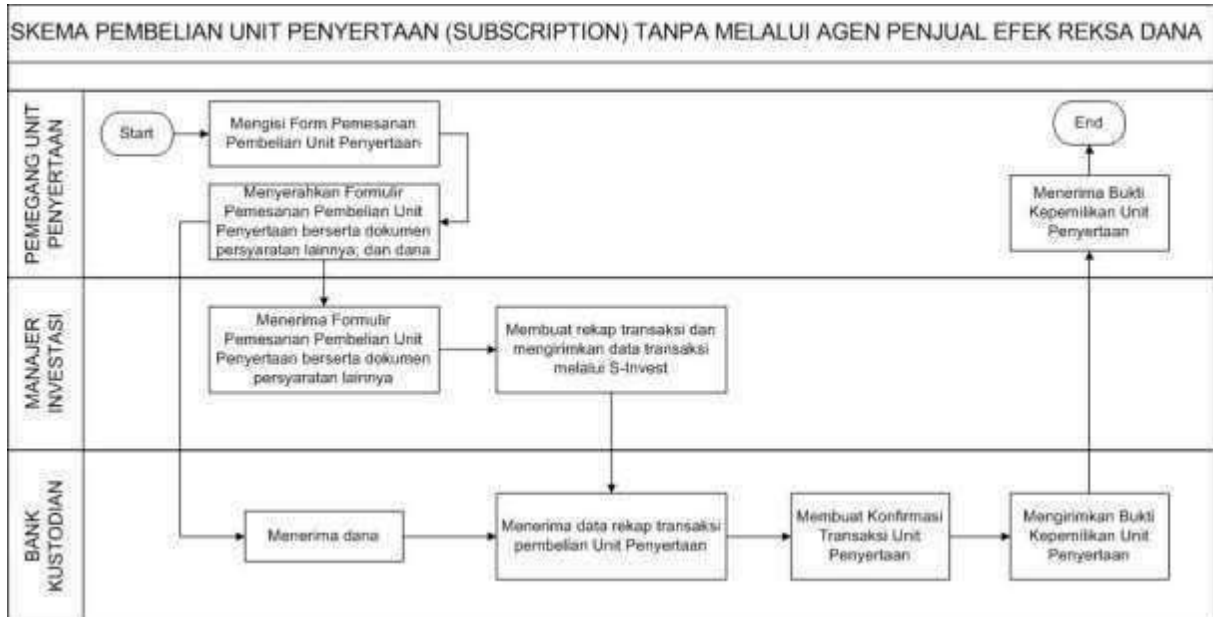 SKEMA PEMBELIAN UNIT PENYERTAAN (SUBSCRIPTION) TANPA MELALUI AGEN PENJUAL EFEK REKSA DANA
PEMEGANG UNIT
PENYERTAAN
Start
Mengisi Form Pemesanan
Pembelian Unit Penyertaan
Menyerahkan Formulir
Pemesanan Pembelian Unit
Penyertaan berserta dokumen
persyaratan lainnya; dan dana
End
Menerima Bukti
Kepemilikan Unit
Penyertaan
MANAJER
INVESTASI
Menerima Formulir
Pemesanan Pembelian Unit
Penyertaan berserta dokumen
persyaratan lainnya
Membuat rekap transaksi dan
mengirimkan data transaksi
melalui S-Invest
BANK
KUSTODIAN
Menerima dana
Menerima data rekap transaksi
pembelian Unit Penyertaan
Membuat Konfirmasi
Transaksi Unit
Penyertaan
Mengirimkan Bukti
Kepemilikan Unit
Penyertaan